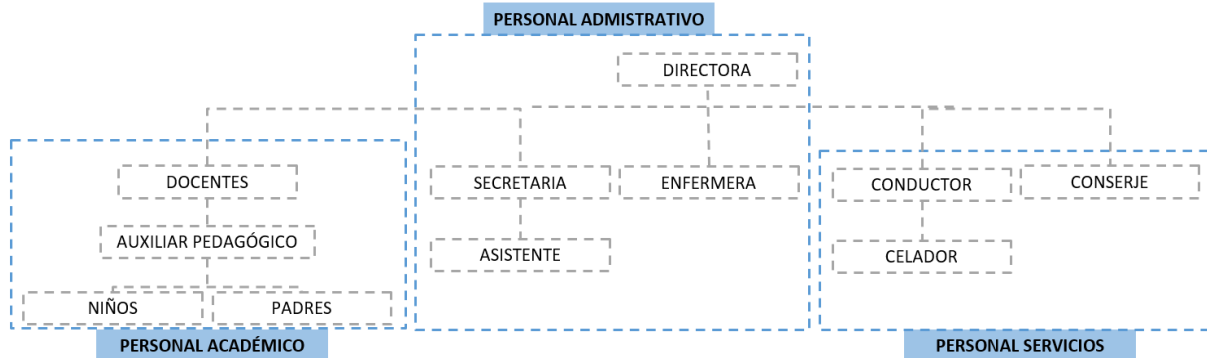 PERSONAL ADMISTRATIVO
DIRECTORA
DOCENTES
SECRETARIA
ENFERMERA
CONDUCTOR
CONSERJE
AUXILIAR PEDAGÓGICO
ASISTENTE
CELADOR
NIÑOS
PADRES
PERSONAL ACADÉMICO
PERSONAL SERVICIOS